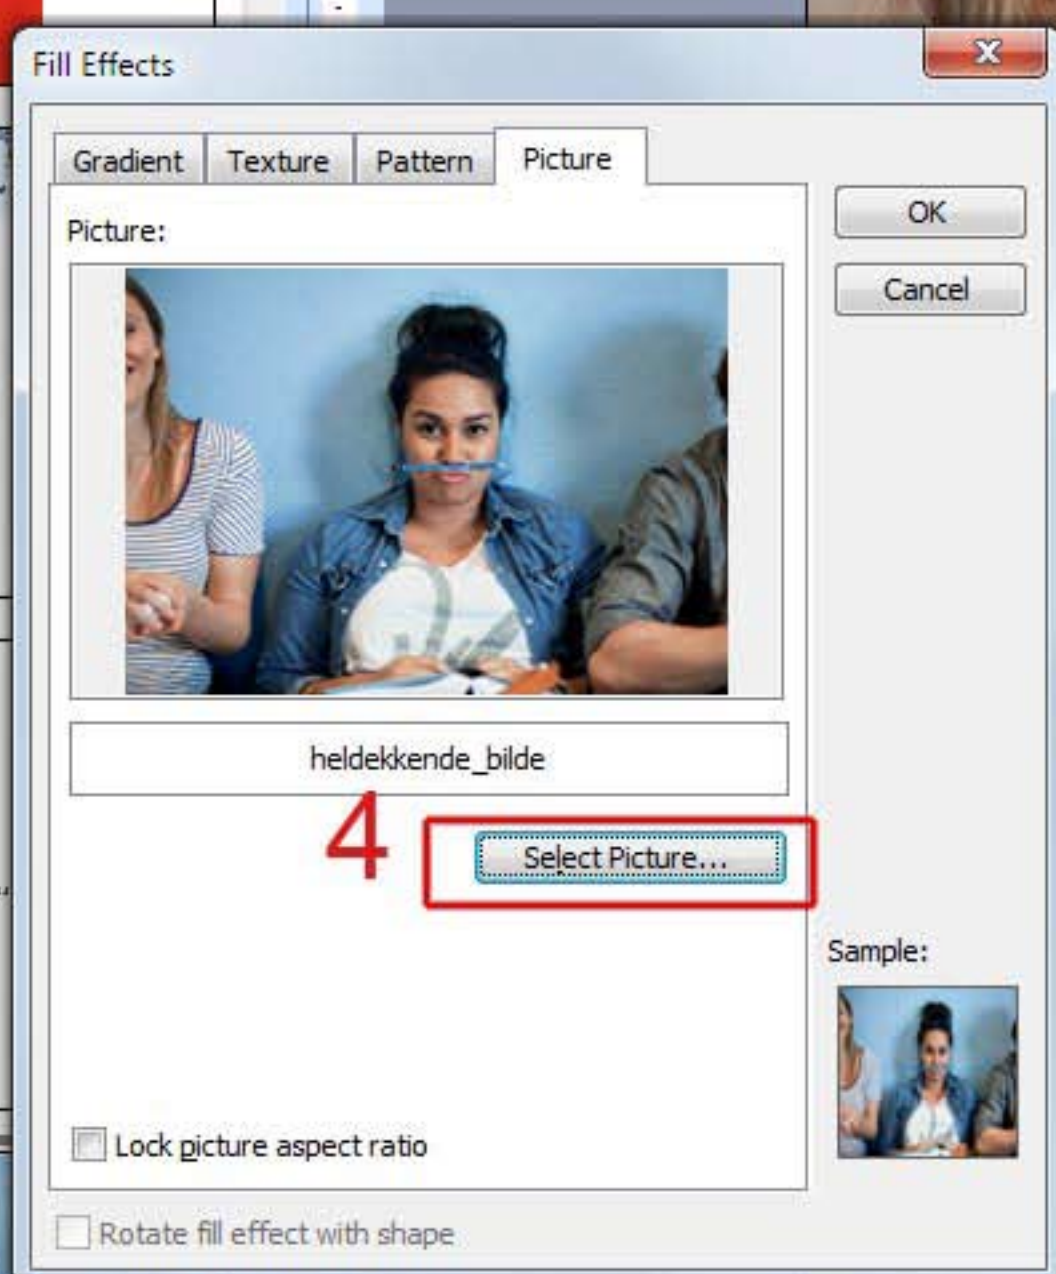 Fill Effects
Gradient Texture Pattern Picture
Picture:
OK
Cancel
heldekkende_bilde
4
Select Picture...
Sample:
Lock picture aspect ratio
Rotate fill effect with shape